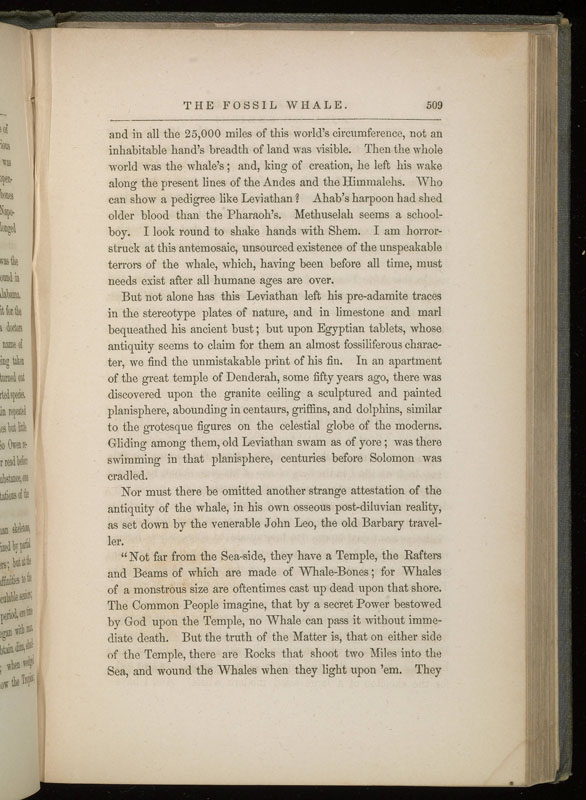 THE FOSSIL WHALE. 509
and in all the 25,000 miles of this world's circumference, not an
inhabitable hand's breadth of land was visible. Then the whole
world was the whale's; and, king of creation, he left his wake
along the present lines of the Andes and the Himmalehs. Who
can show a pedigree like Leviathan? Ahab's harpoon had shed
older blood than the Pharaoh's. Methuselah seems a school-
boy. I look round to shake hands with Shem. I am horror-
struck at this antemosaic, unsourced existence of the unspeakable
terrors of the whale, which, having been before all time, must
needs exist after all humane ages are over.
But not alone has this Leviathan left his pre-adamite traces
in the stereotype plates of nature, and in limestone and marl
bequeathed his ancient bust; but upon Egyptian tablets, whose
antiquity seems to claim for them an almost fossiliferous charac-
ter, we find the unmistakable print of his fin. In an apartment
of the great temple of Denderah, some fifty years ago, there was
discovered upon the granite ceiling a sculptured and painted
planisphere, abounding in centaurs, griffins, and dolphins, similar
to the grotesque figures on the celestial globe of the moderns.
Gliding among them, old Leviathan swam as of yore; was there
swimming in that planisphere, centuries before Solomon was
cradled.
Nor must there be omitted another strange attestation of the
antiquity of the whale, in his own osseous post-diluvian reality,
as set down by the venerable John Leo, the old Barbary travel-
ler.
"Not far from the Sea-side, they have a Temple, the Rafters
and Beams of which are made of Whale-Bones; for Whales
of a monstrous size are oftentimes cast up dead upon that shore.
The Common People imagine, that by a secret Power bestowed
by God upon the Temple, no Whale can pass it without imme-
diate death. But the truth of the Matter is, that on either side
of the Temple, there are Rocks that shoot two Miles into the
Sea, and wound the Whales when they light upon 'em. They